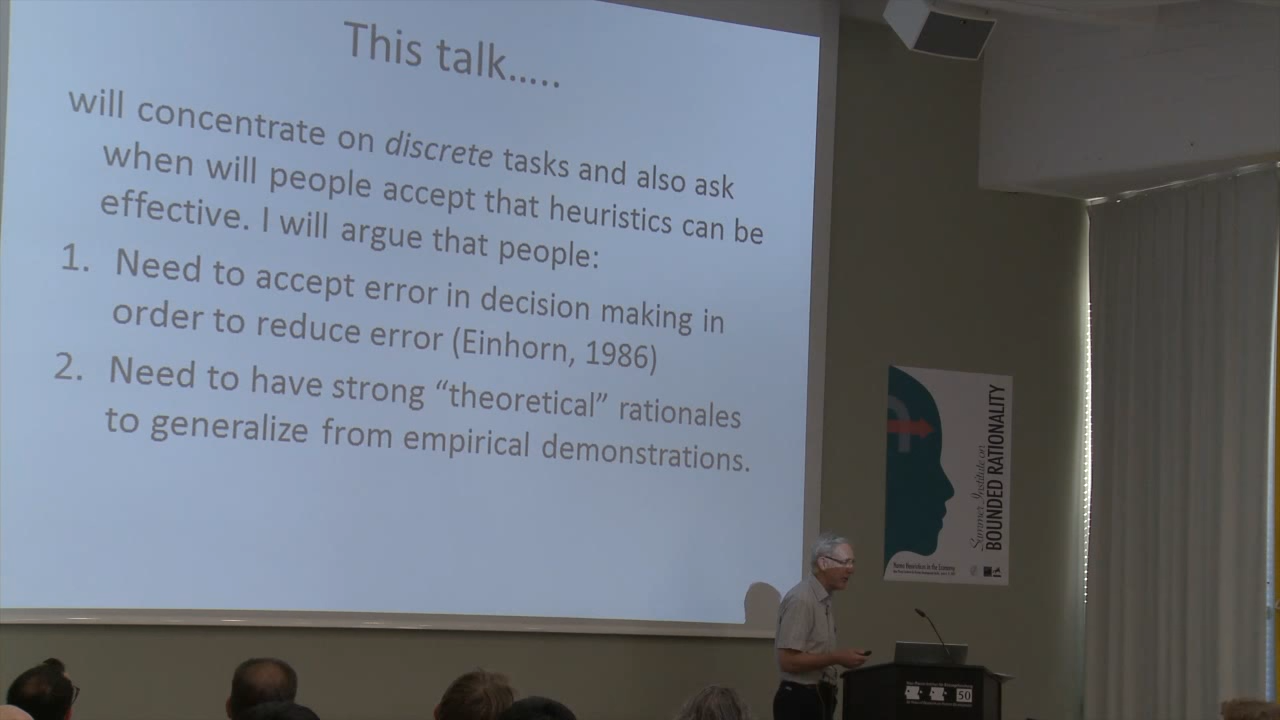 This talk.....
will concentrate on discrete tasks and also ask
when will people accept that heuristics can be
effective. I will argue that people:
1. Need to accept error in decision making in
order to reduce error (Einhorn, 1986)
2. Need to have strong “theoretical” rationales
to generalize from empirical demonstrations.
Summer Institute on
BOUNDED RATIONALITY
50